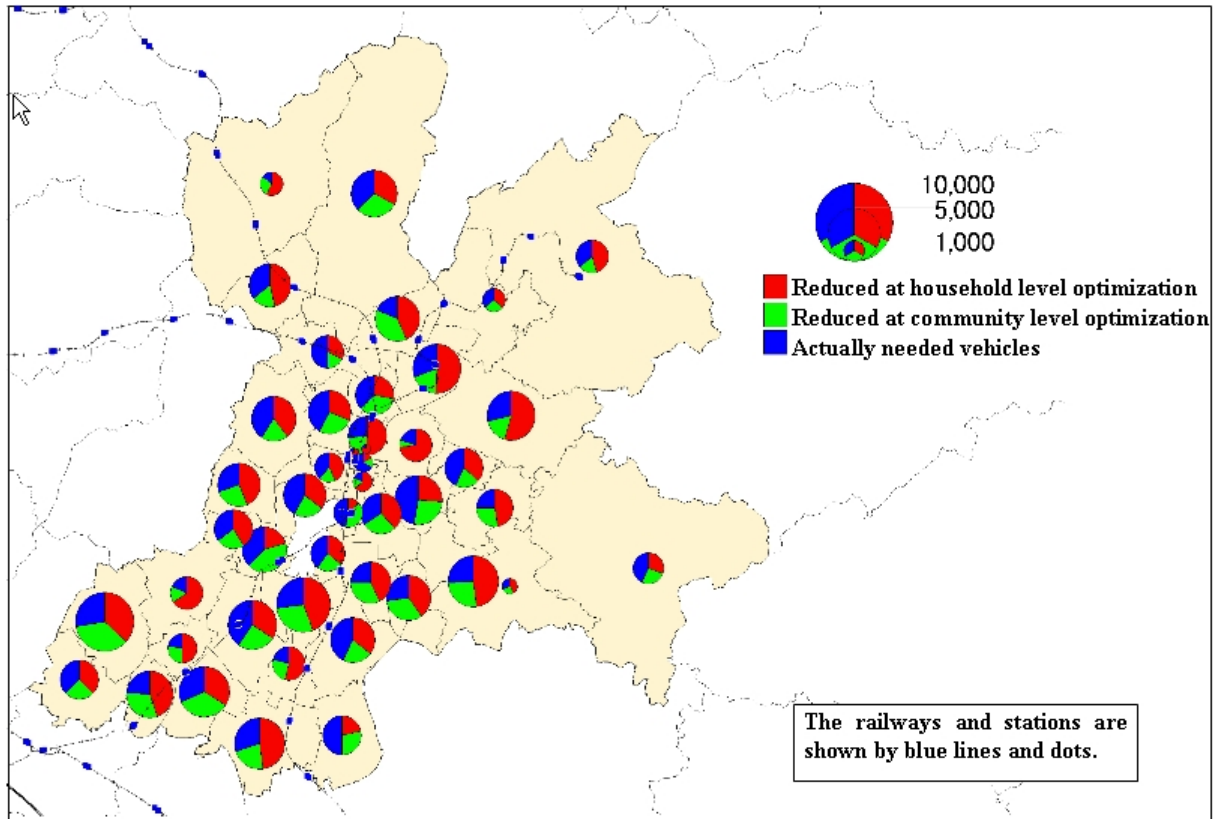 10,000
5,000
1,000
Reduced at household level optimization
Reduced at community level optimization
Actually needed vehicles
The railways and stations are
shown by blue lines and dots.